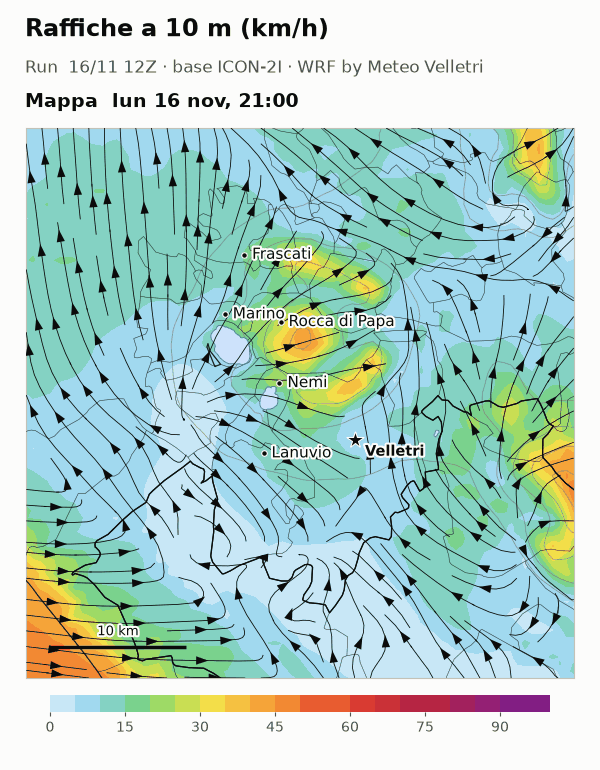 Raffiche a 10 m (km/h)
Run  16/11 12Z · base ICON-2I · WRF by Meteo Velletri
Mappa  lun 16 nov, 21:00
Frascati
Marino
Rocca di Papa
Nemi
Velletri
Lanuvio
10 km
0 15 30 45 60 75 90